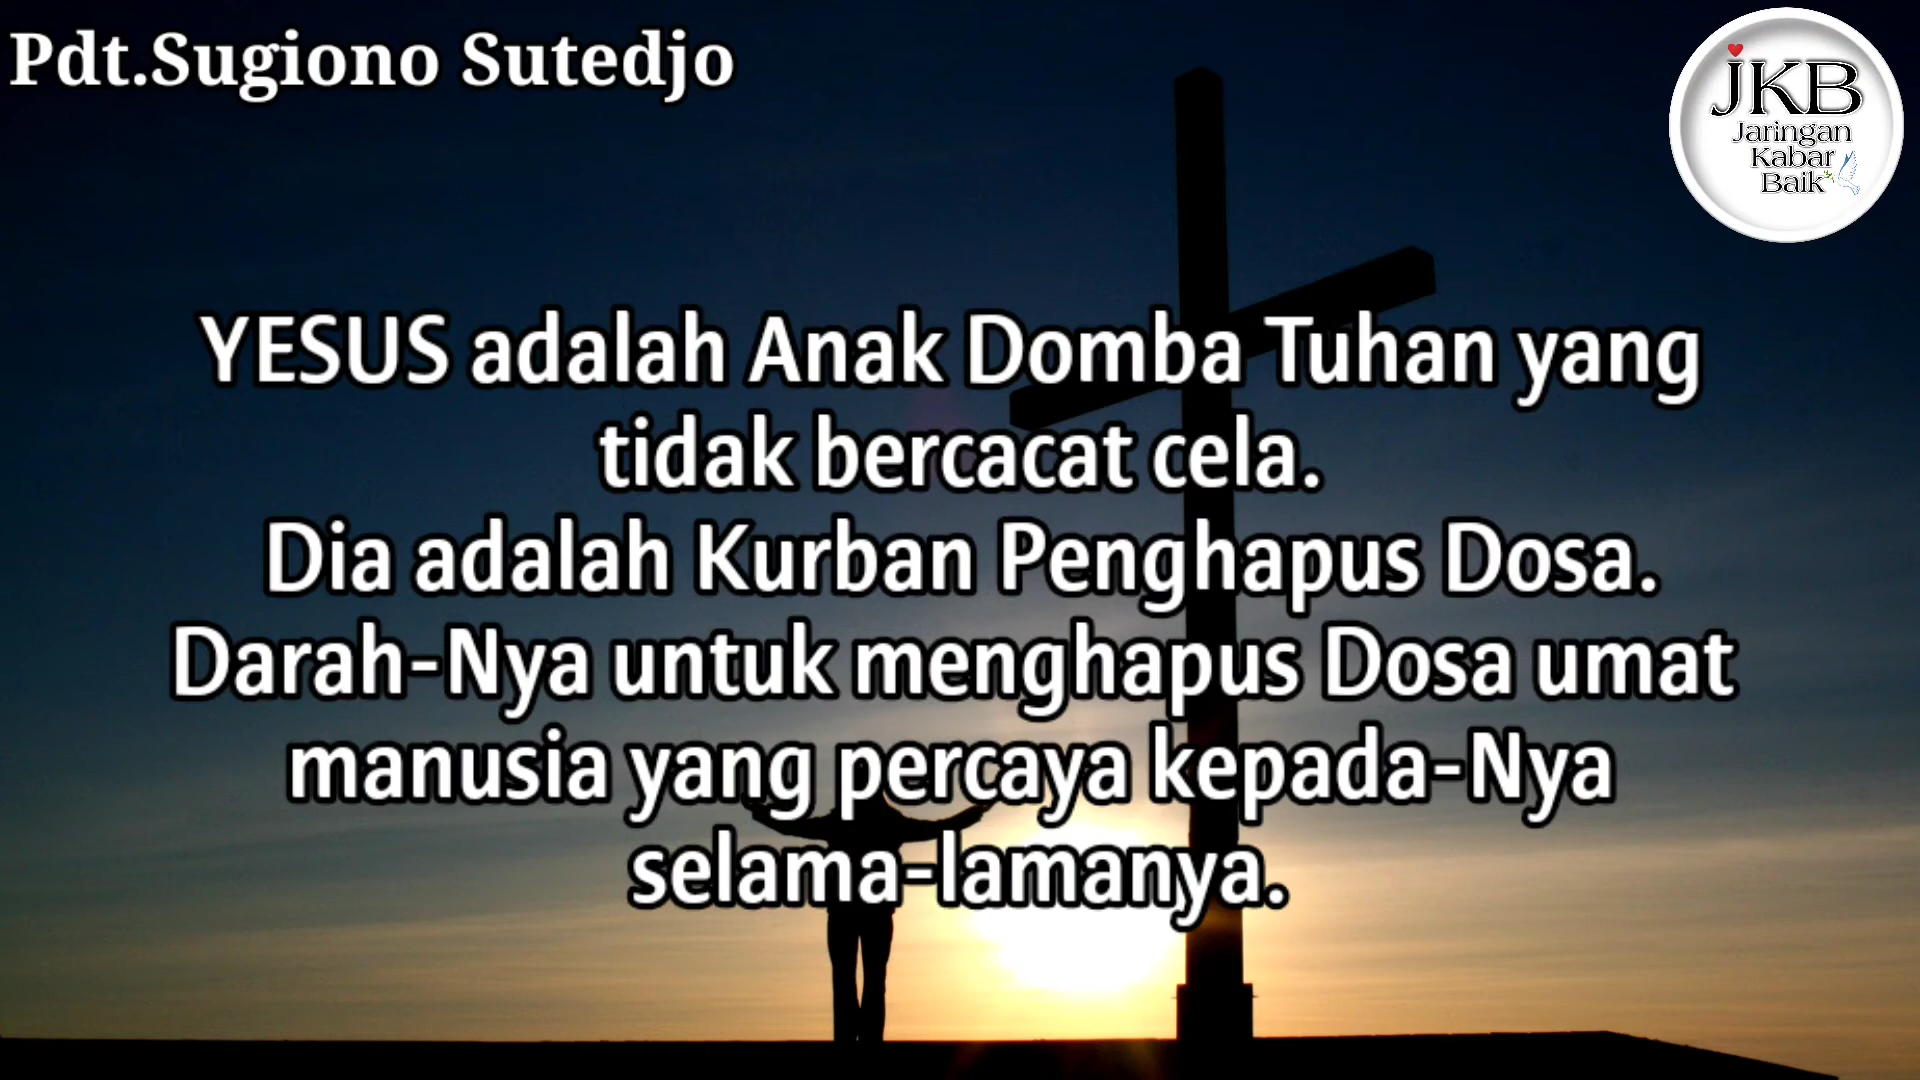 Pdt.Sugiono Sutedjo
JKB
Jaringan
Kabar
Baik
YESUS adalah Anak Domba Tuhan yang
tidak bercacat cela.
Dia adalah Kurban Penghapus Dosa.
Darah-Nya untuk menghapus Dosa umat
manusia yang percaya kepada-Nya
selama-lamanya.